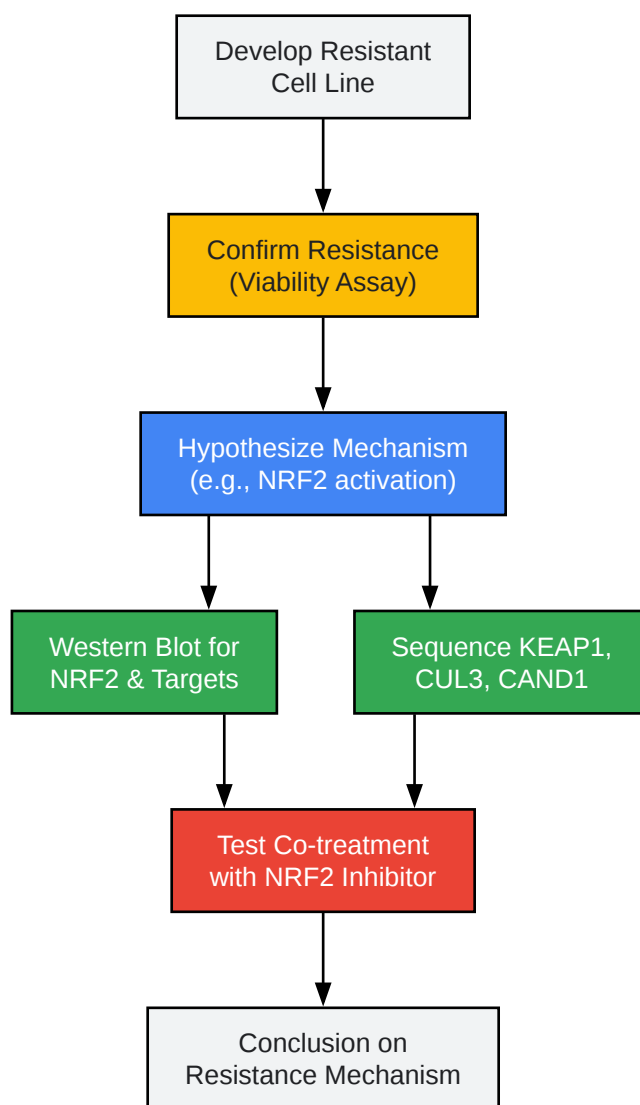 Develop Resistant
Cell Line
Confirm Resistance
(Viability Assay)
Hypothesize Mechanism
(e.g., NRF2 activation)
Western Blot for
NRF2 & Targets
Sequence KEAP1,
CUL3, CAND1
Test Co-treatment
with NRF2 Inhibitor
Conclusion on
Resistance Mechanism